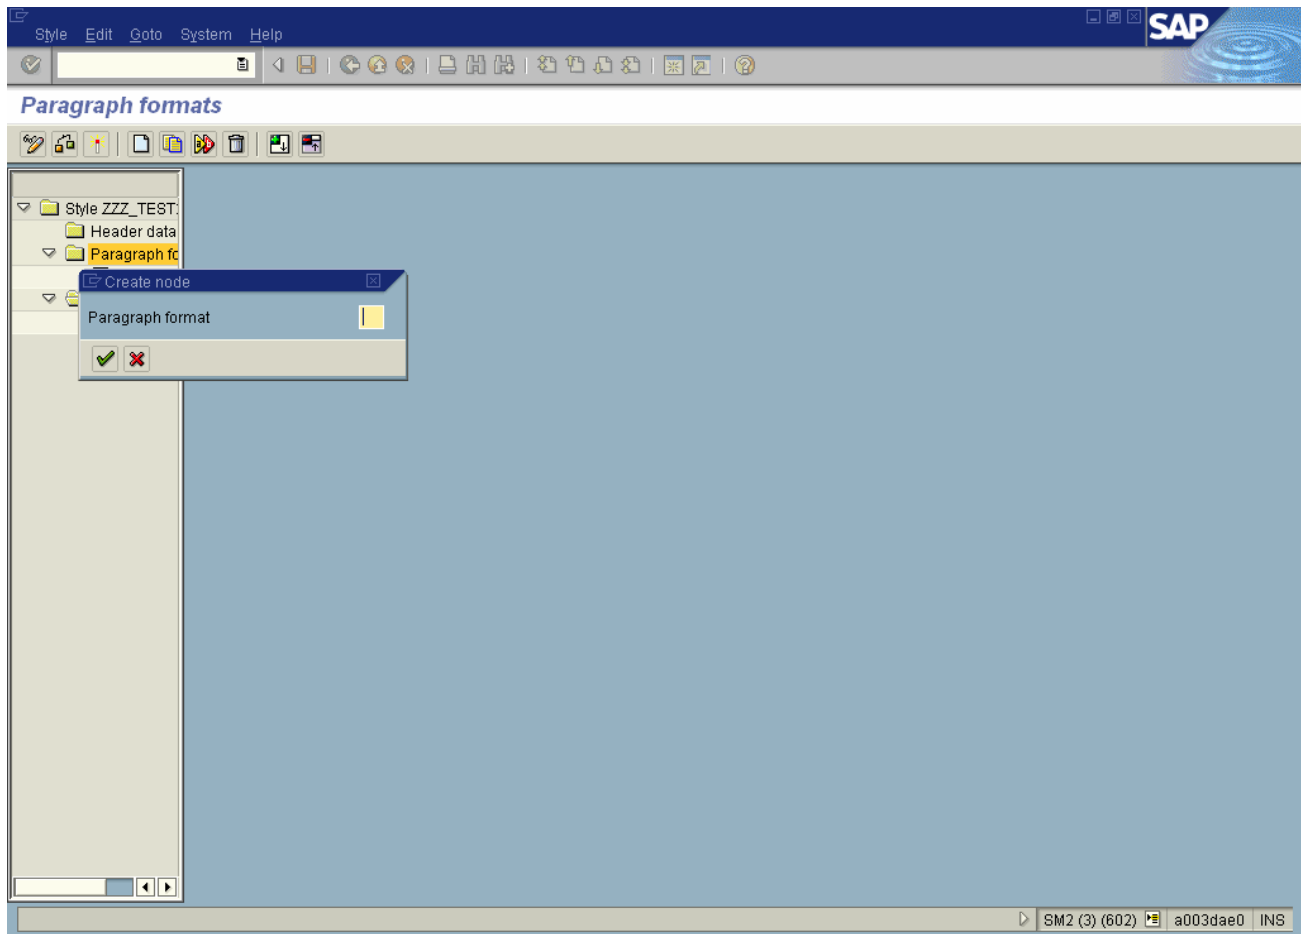 Style Edit Goto System Help
SAP
Paragraph formats
Style ZZZ_TEST
Header data
Paragraph fo
Create node
Paragraph format
SM2 (3) (602) a003dae0 INS